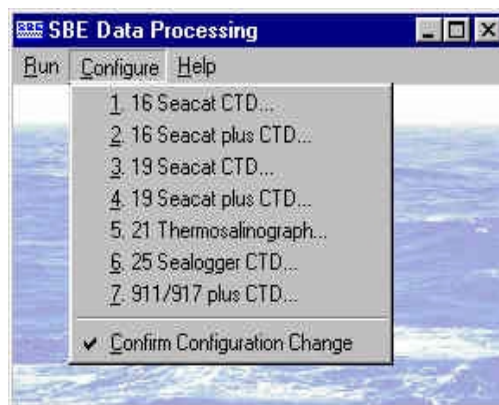 SBE SBE Data Processing
Run Configure Help
1. 16 Seacat CTD...
2. 16 Seacat plus CTD...
3. 19 Seacat CTD...
4. 19 Seacat plus CTD...
5. 21 Thermosalinograph...
6. 25 Sealogger CTD...
7. 911/917 plus CTD...
✔ Confirm Configuration Change